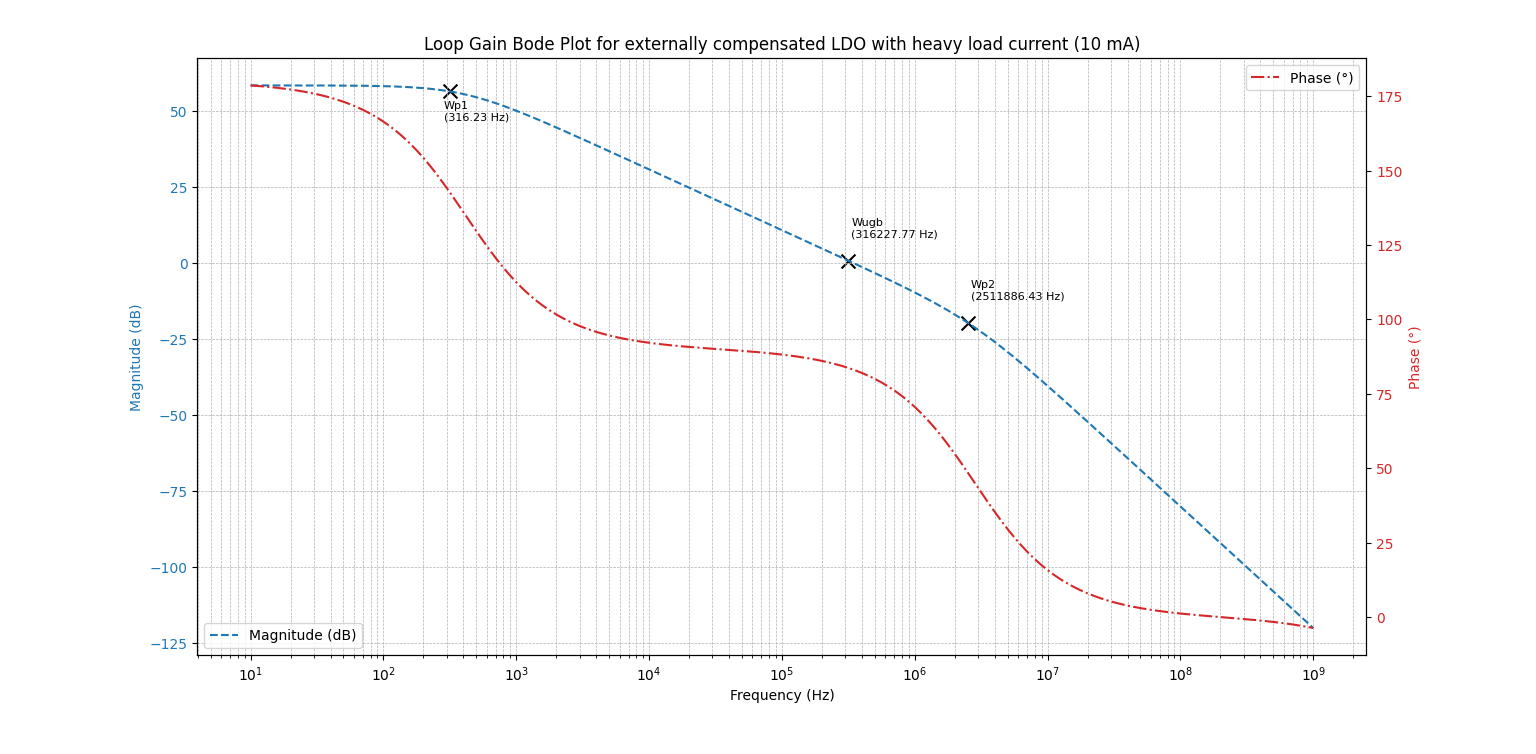 Loop Gain Bode Plot for externally compensated LDO with heavy load current (10 mA)
Phase (°)
Wp1
(316.23 Hz)
Wugb
(316227.77 Hz)
Wp2
(2511886.43 Hz)
Magnitude (dB)
50
25
0
−25
−50
−75
−100
−125
Magnitude (dB)
175
150
125
100
75
50
25
0
Phase (°)
10¹
10²
10³
10⁴
10⁵
10⁶
10⁷
10⁸
10⁹
Frequency (Hz)